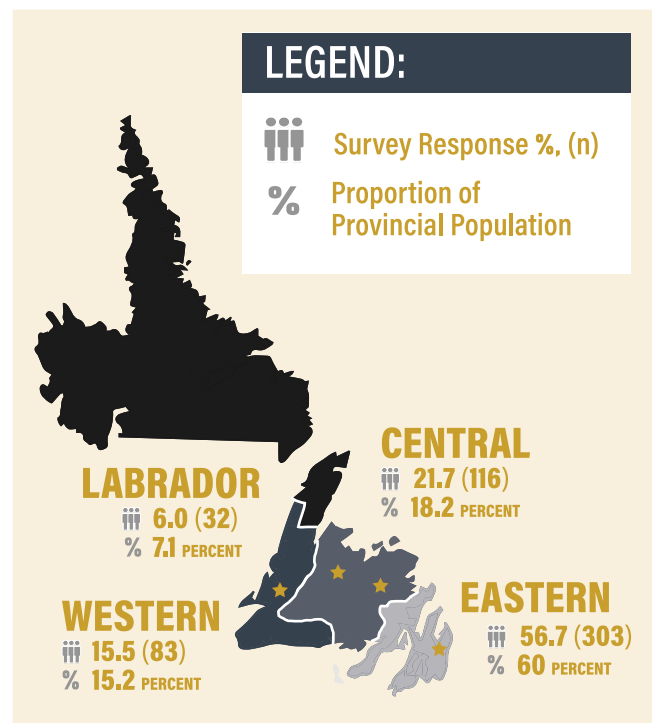 LEGEND:
Survey Response %, (n)
% Proportion of
Provincial Population
CENTRAL
21.7 (116)
% 18.2 PERCENT
LABRADOR
6.0 (32)
% 7.1 PERCENT
WESTERN
15.5 (83)
% 15.2 PERCENT
EASTERN
56.7 (303)
% 60 PERCENT